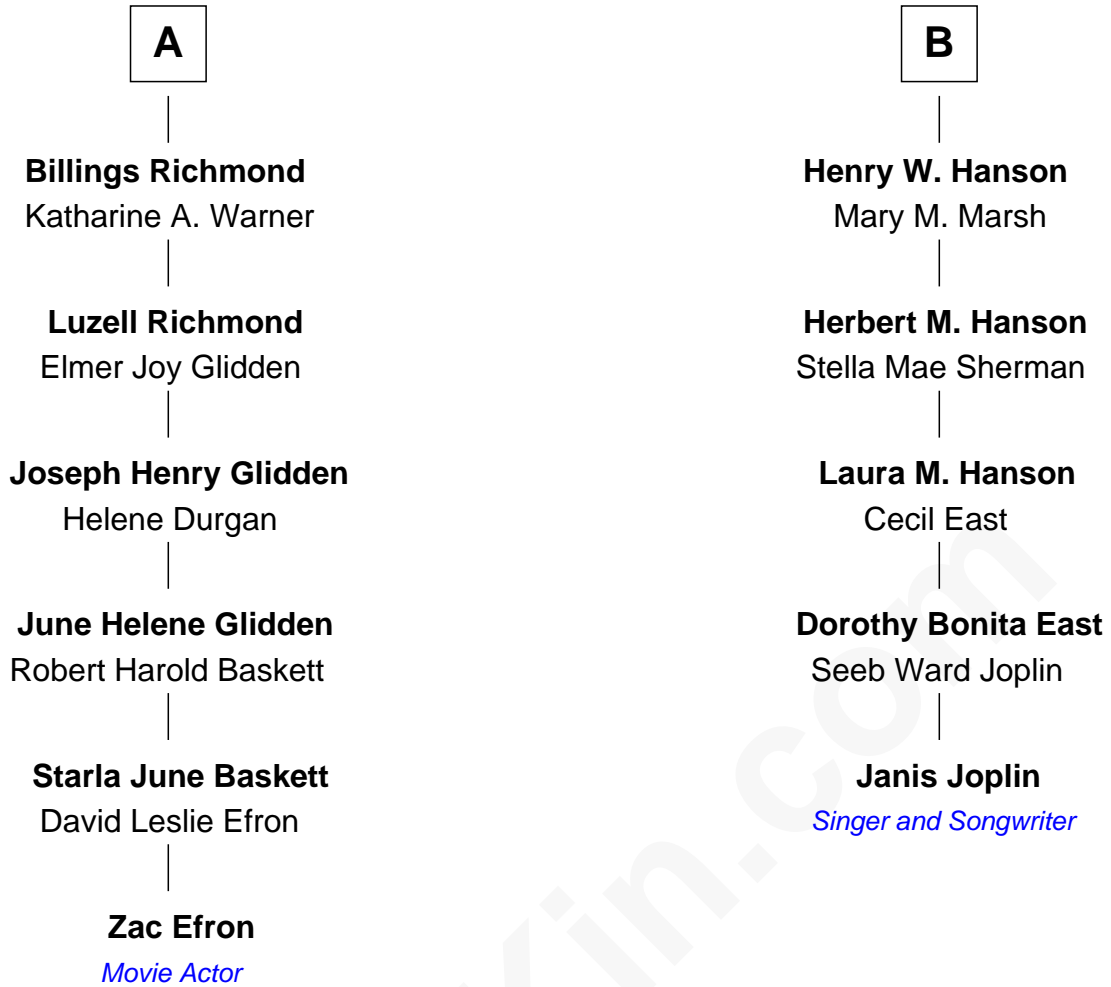 A
B
Billings Richmond
Katharine A. Warner
Henry W. Hanson
Mary M. Marsh
Luzell Richmond
Elmer Joy Glidden
Herbert M. Hanson
Stella Mae Sherman
Joseph Henry Glidden
Helene Durgan
Laura M. Hanson
Cecil East
June Helene Glidden
Robert Harold Baskett
Dorothy Bonita East
Seeb Ward Joplin
Starla June Baskett
David Leslie Efron
Janis Joplin
Singer and Songwriter
Zac Efron
Movie Actor
Kin.com